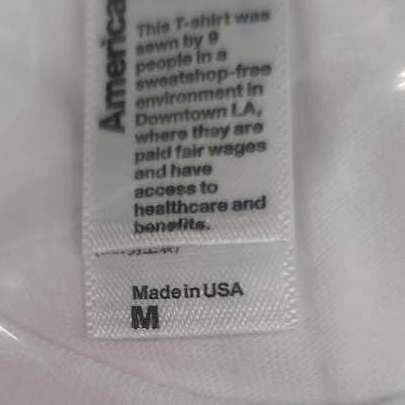 America
This T-shirt was
sewn by 9
people in a
sweatshop-free
environment in
Downtown LA,
where they are
paid fair wages
and have
access to
healthcare and
benefits.
Made in USA
M